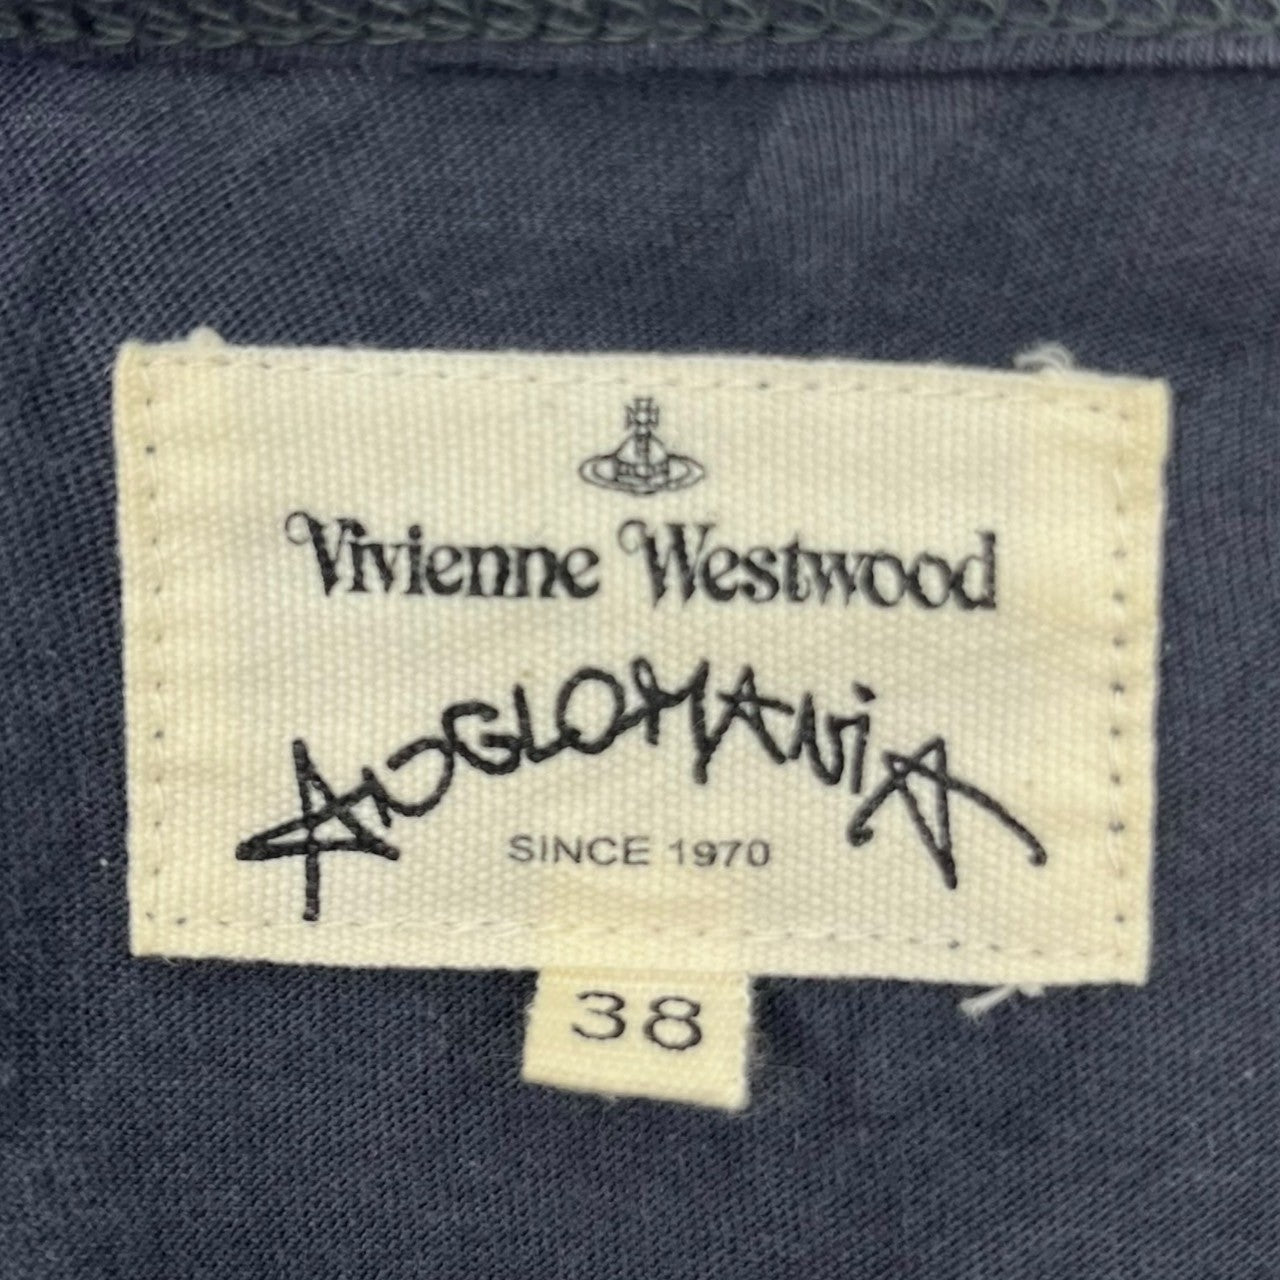 Vivienne Westwood
ANGLOMANiA
SINCE 1970
38